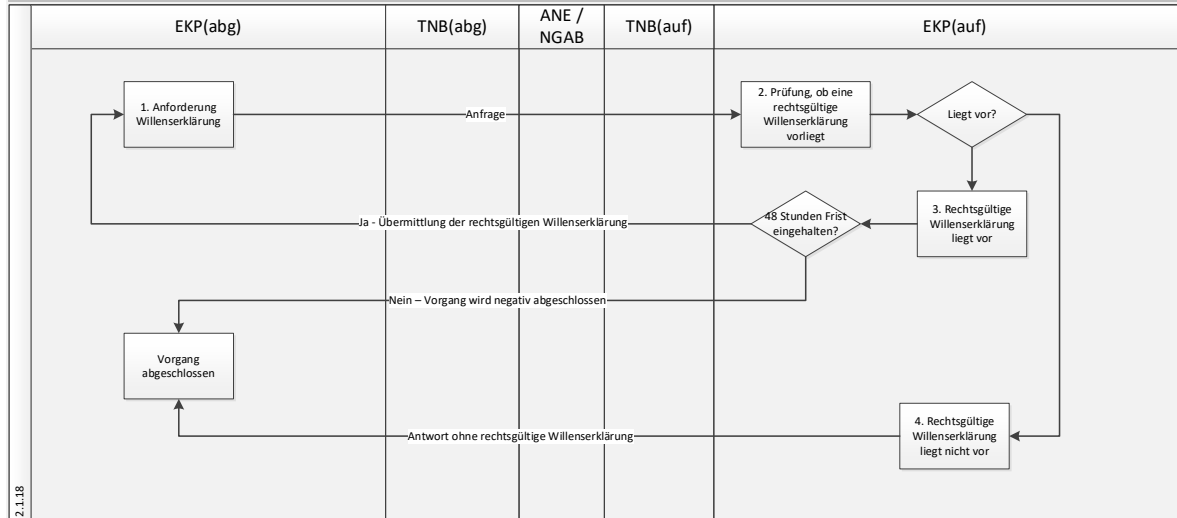 EKP(abg)
TNB(abg)
ANE /
NGAB
TNB(auf)
EKP(auf)
1. Anforderung
Willenserklärung
Anfrage
2. Prüfung, ob eine
rechtsgültige
Willenserklärung
vorliegt
Liegt vor?
Ja - Übermittlung der rechtsgültigen Willenserklärung
48 Stunden Frist
eingehalten?
3. Rechtsgültige
Willenserklärung
liegt vor
Nein – Vorgang wird negativ abgeschlossen
Vorgang
abgeschlossen
Antwort ohne rechtsgültige Willenserklärung
4. Rechtsgültige
Willenserklärung
liegt nicht vor
2.1.18